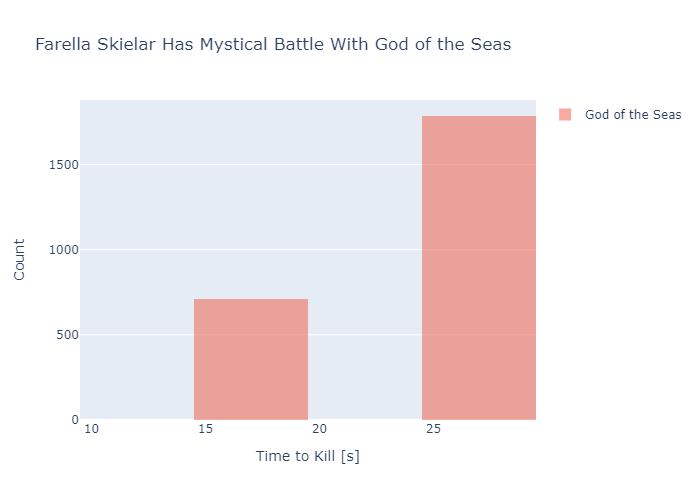 Farella Skielar Has Mystical Battle With God of the Seas
God of the Seas
1500
1000
500
0
Count
10 15 20 25
Time to Kill [s]